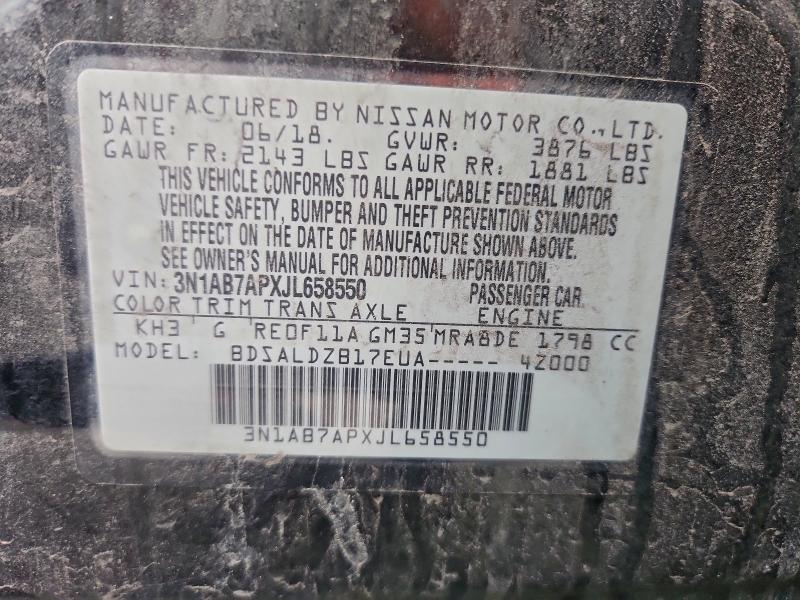 MANUFACTURED BY NISSAN MOTOR CO., LTD.
DATE: 06/18. GVWR: 3876 LBS
GAWR FR: 2143 LBS GAWR RR: 1881 LBS
THIS VEHICLE CONFORMS TO ALL APPLICABLE FEDERAL MOTOR
VEHICLE SAFETY, BUMPER AND THEFT PREVENTION STANDARDS
IN EFFECT ON THE DATE OF MANUFACTURE SHOWN ABOVE.
SEE OWNER'S MANUAL FOR ADDITIONAL INFORMATION.
VIN: 3N1AB7APXJL658550 PASSENGER CAR
COLOR TRIM TRANS AXLE ENGINE
KH3 G RE0F11A GM35 MRA8DE 1798 CC
MODEL: BDSALDZB17EUA----- 4Z000
3N1AB7APXJL658550